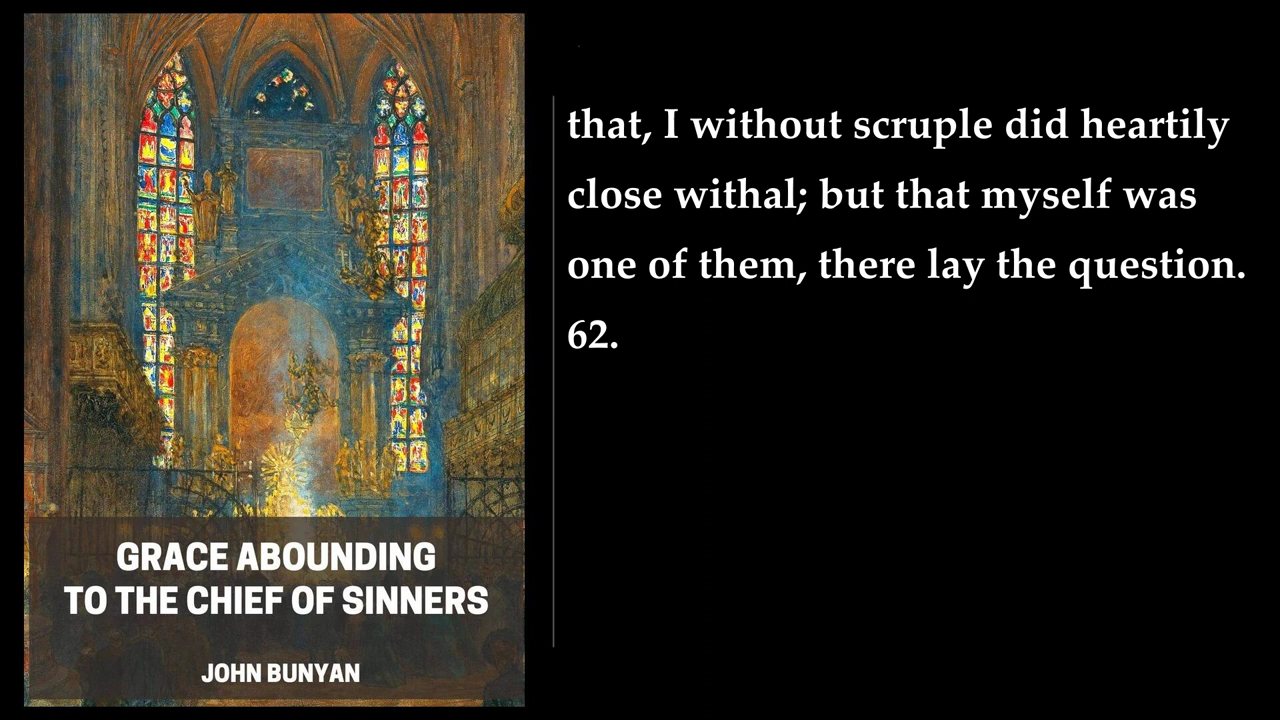 GRACE ABOUNDING
TO THE CHIEF OF SINNERS
JOHN BUNYAN
that, I without scruple did heartily
close withal; but that myself was
one of them, there lay the question.
62.